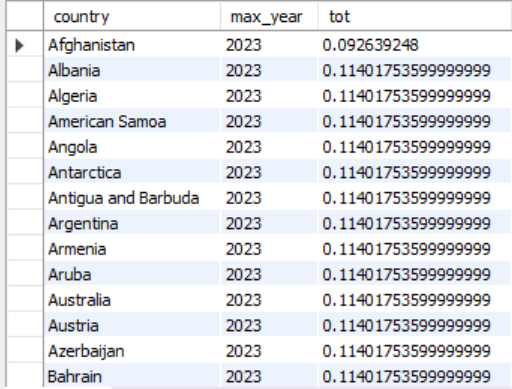 country max_year tot
Afghanistan 2023 0.092639248
Albania 2023 0.11401753599999999
Algeria 2023 0.11401753599999999
American Samoa 2023 0.11401753599999999
Angola 2023 0.11401753599999999
Antarctica 2023 0.11401753599999999
Antigua and Barbuda 2023 0.11401753599999999
Argentina 2023 0.11401753599999999
Armenia 2023 0.11401753599999999
Aruba 2023 0.11401753599999999
Australia 2023 0.11401753599999999
Austria 2023 0.11401753599999999
Azerbaijan 2023 0.11401753599999999
Bahrain 2023 0.11401753599999999